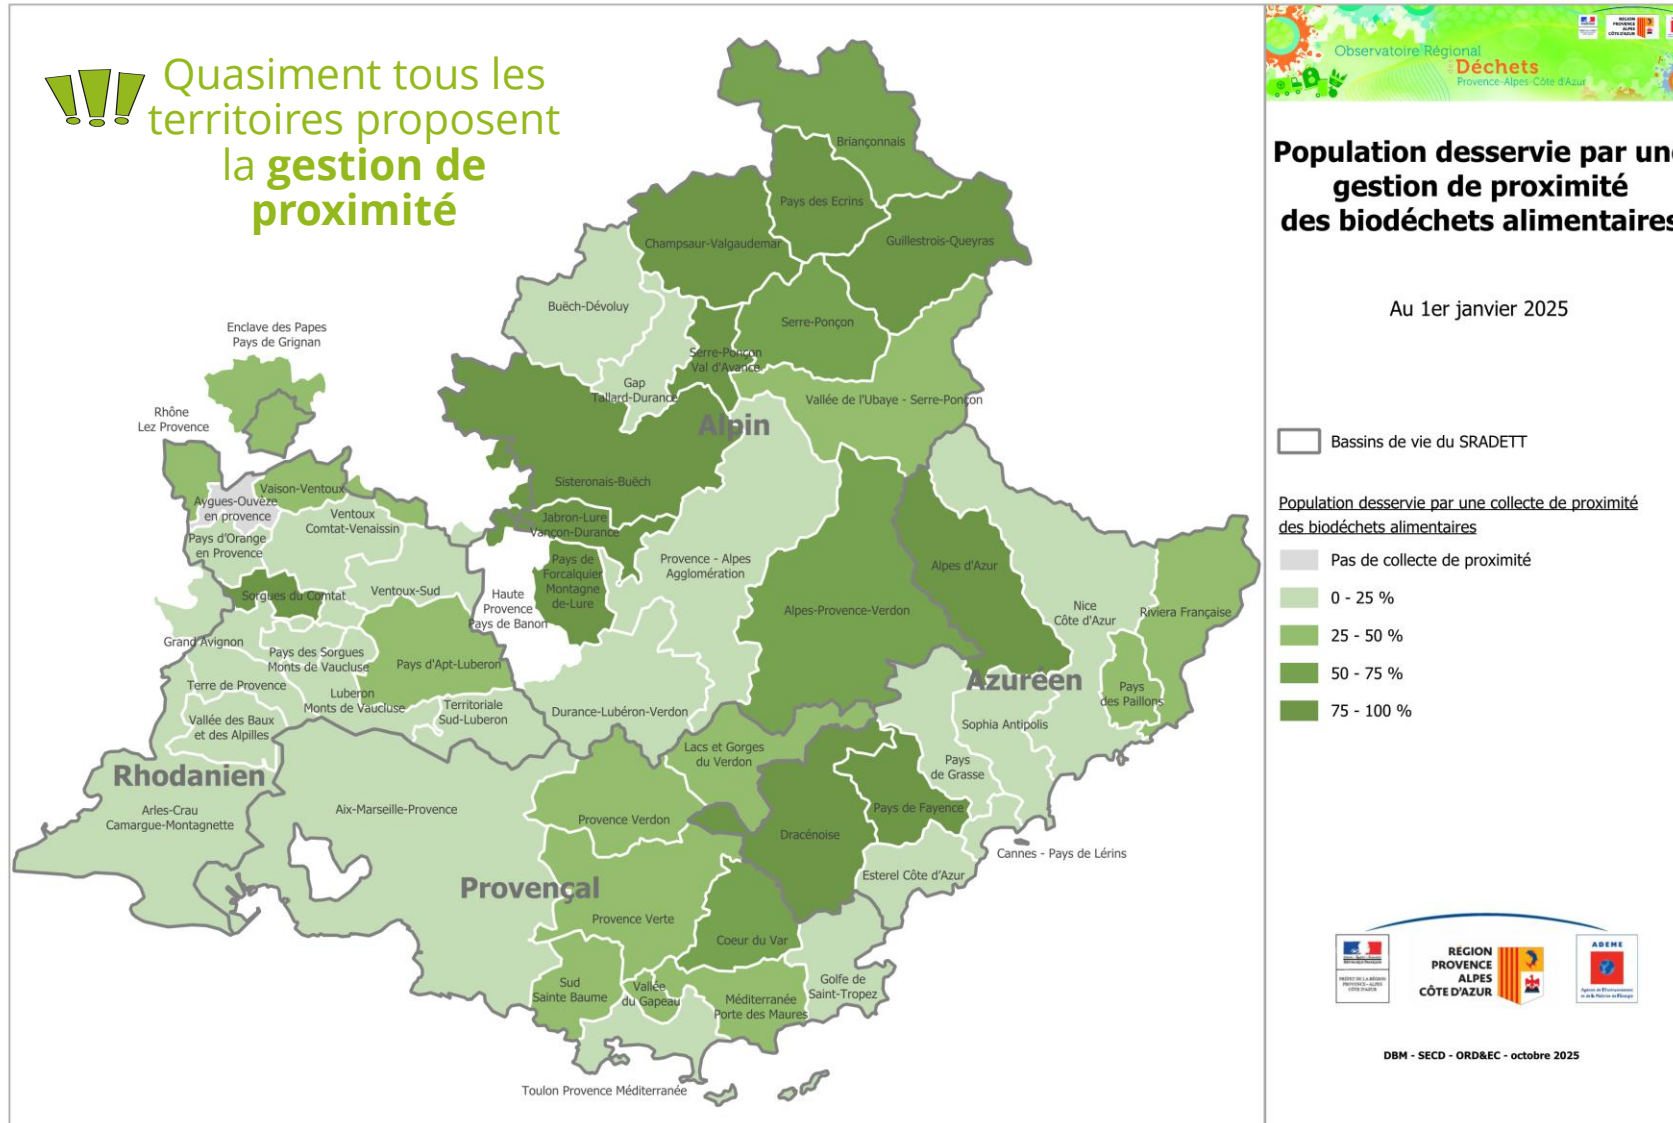 Quasiment tous les
territoires proposent
la gestion de
proximité
Observatoire Régional
des Déchets
Provence-Alpes-Côte d'Azur
RÉGION
PROVENCE
ALPES
CÔTE D'AZUR
Population desservie par une
gestion de proximité
des biodéchets alimentaires
Au 1er janvier 2025
Bassins de vie du SRADETT
Population desservie par une collecte de proximité
des biodéchets alimentaires
Pas de collecte de proximité
0 - 25 %
25 - 50 %
50 - 75 %
75 - 100 %
Briançonnais
Pays des Ecrins
Guillestrois-Queyras
Champsaur-Valgaudemar
Buëch-Dévoluy
Serre-Ponçon
Enclave des Papes
Pays de Grignan
Serre-Ponçon
Val d'Avance
Gap
Tallard-Durance
Vallée de l'Ubaye - Serre-Ponçon
Rhône
Lez Provence
Alpin
Sisteronais-Buëch
Vaison-Ventoux
Aygues-Ouvèze
en provence
Ventoux
Comtat-Venaissin
Jabron-Lure
Vançon-Durance
Pays d'Orange
en Provence
Pays de
Forcalquier
Montagne
de-Lure
Provence - Alpes
Agglomération
Alpes d'Azur
Ventoux-Sud
Sorgues du Comtat
Haute
Provence
Pays de Banon
Alpes-Provence-Verdon
Nice
Côte d'Azur
Riviera Française
Grand Avignon
Pays des Sorgues
Monts de Vaucluse
Pays d'Apt-Luberon
Terre de Provence
Luberon
Monts de Vaucluse
Territoriale
Sud-Luberon
Durance-Lubéron-Verdon
Azuréen
Pays
des Paillons
Vallée des Baux
et des Alpilles
Sophia Antipolis
Lacs et Gorges
du Verdon
Pays
de Grasse
Rhodanien
Arles-Crau
Camargue-Montagnette
Aix-Marseille-Provence
Provence Verdon
Pays de Fayence
Dracénoise
Cannes - Pays de Lérins
Esterel Côte d'Azur
Provençal
Provence Verte
Coeur du Var
Sud
Sainte Baume
Vallée
du Gapeau
Méditerranée
Porte des Maures
Golfe de
Saint-Tropez
Toulon Provence Méditerranée
RÉGION
PROVENCE
ALPES
CÔTE D'AZUR
ADEME
DBM - SECD - ORD&EC - octobre 2025